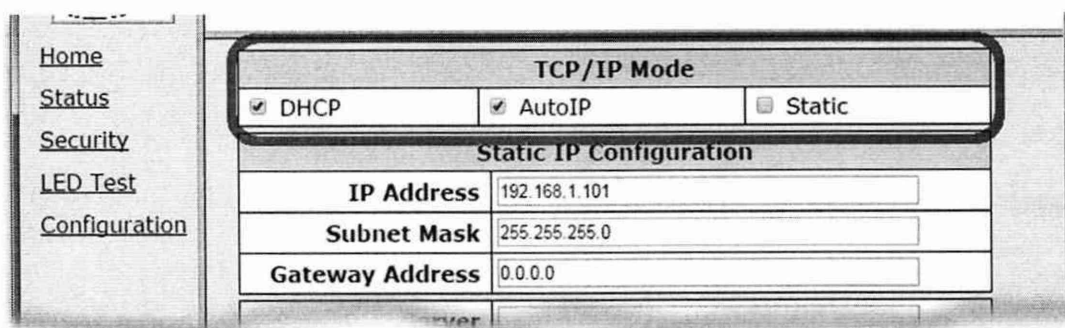 Home
Status
Security
LED Test
Configuration
TCP/IP Mode
DHCP AutoIP Static
Static IP Configuration
IP Address 192.168.1.101
Subnet Mask 255.255.255.0
Gateway Address 0.0.0.0